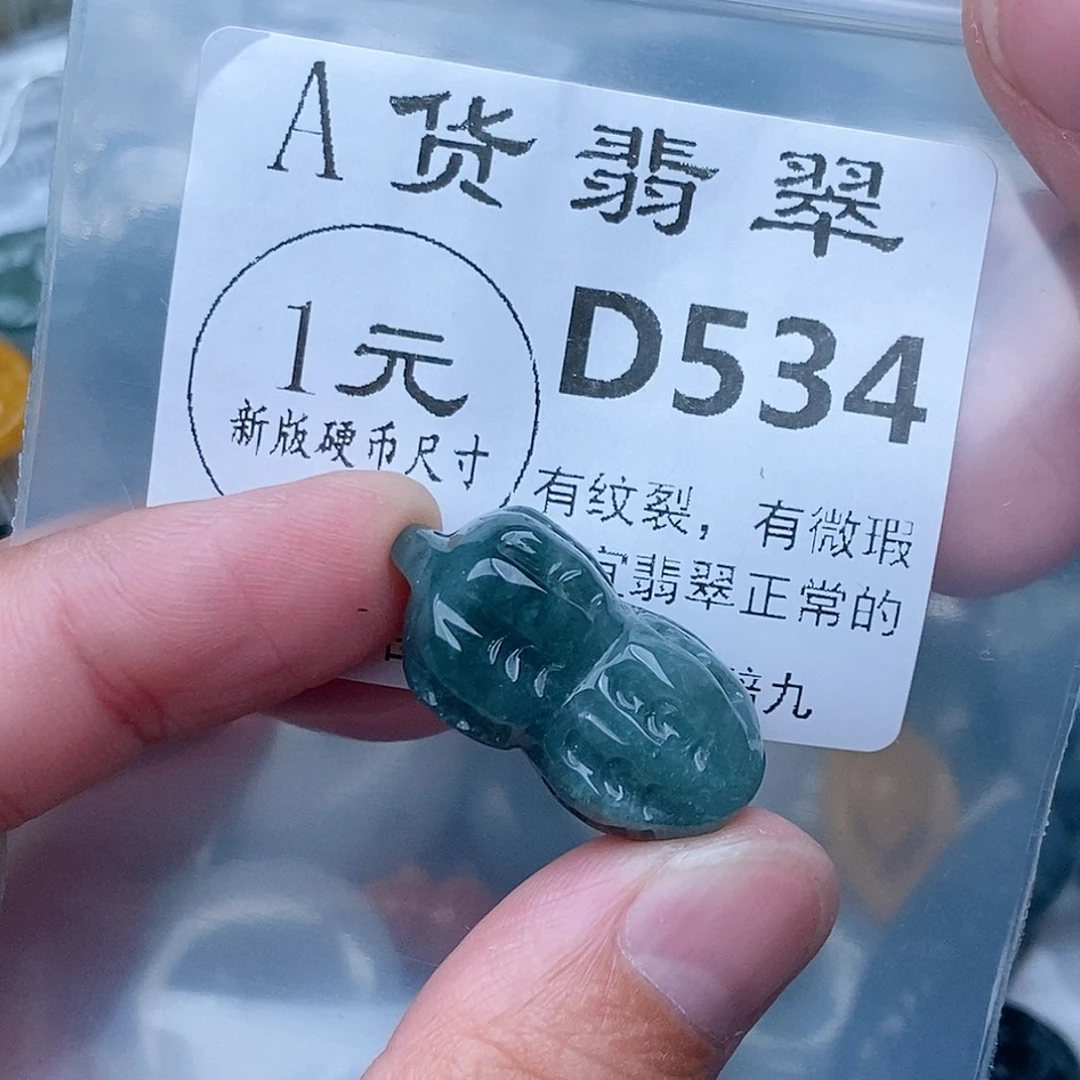 A货翡翠
1元
D534
新版硬币尺寸
有纹裂，有微瑕
翡翠正常的
九